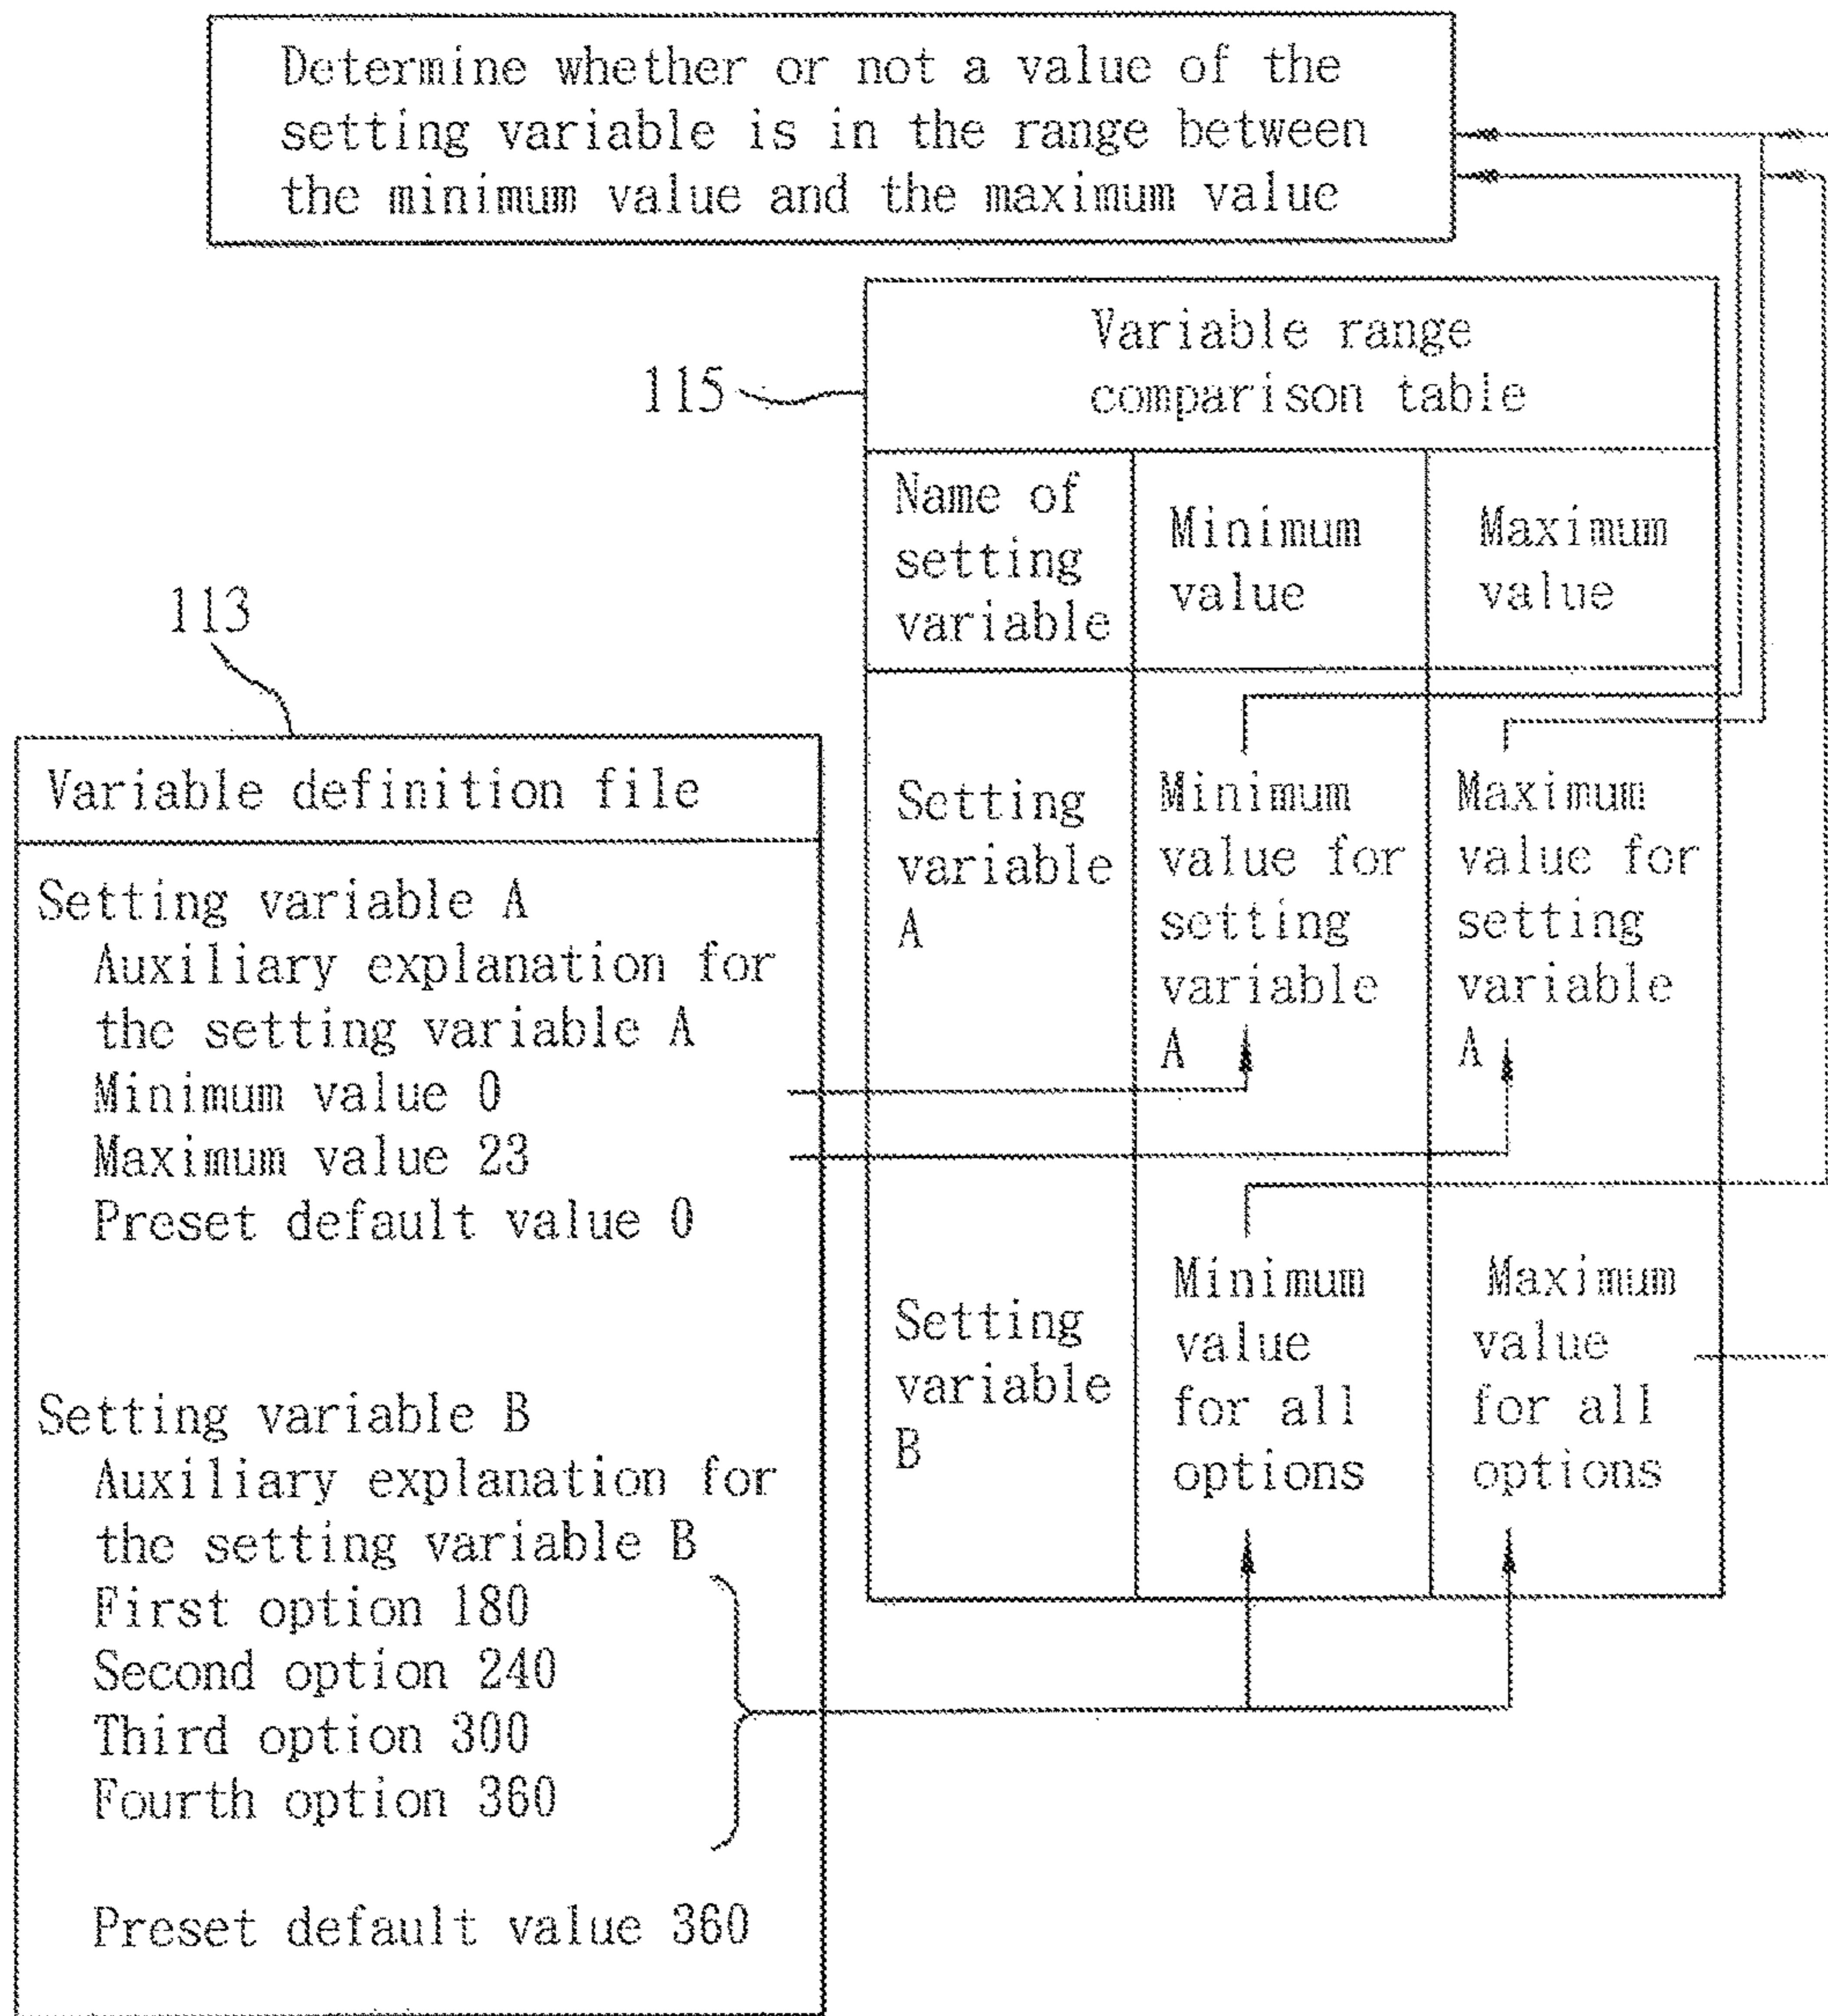 Determine whether or not a value of the
setting variable is in the range between
the minimum value and the maximum value
115
Variable range
comparison table
Name of
setting
variable
Minimum
value
Maximum
value
Setting
variable
A
Minimum
value for
setting
variable
A
Maximum
value for
setting
variable
A
Setting
variable
B
Minimum
value
for all
options
Maximum
value
for all
options
113
Variable definition file
Setting variable A
Auxiliary explanation for
the setting variable A
Minimum value 0
Maximum value 23
Preset default value 0
Setting variable B
Auxiliary explanation for
the setting variable B
First option 180
Second option 240
Third option 300
Fourth option 360
Preset default value 360